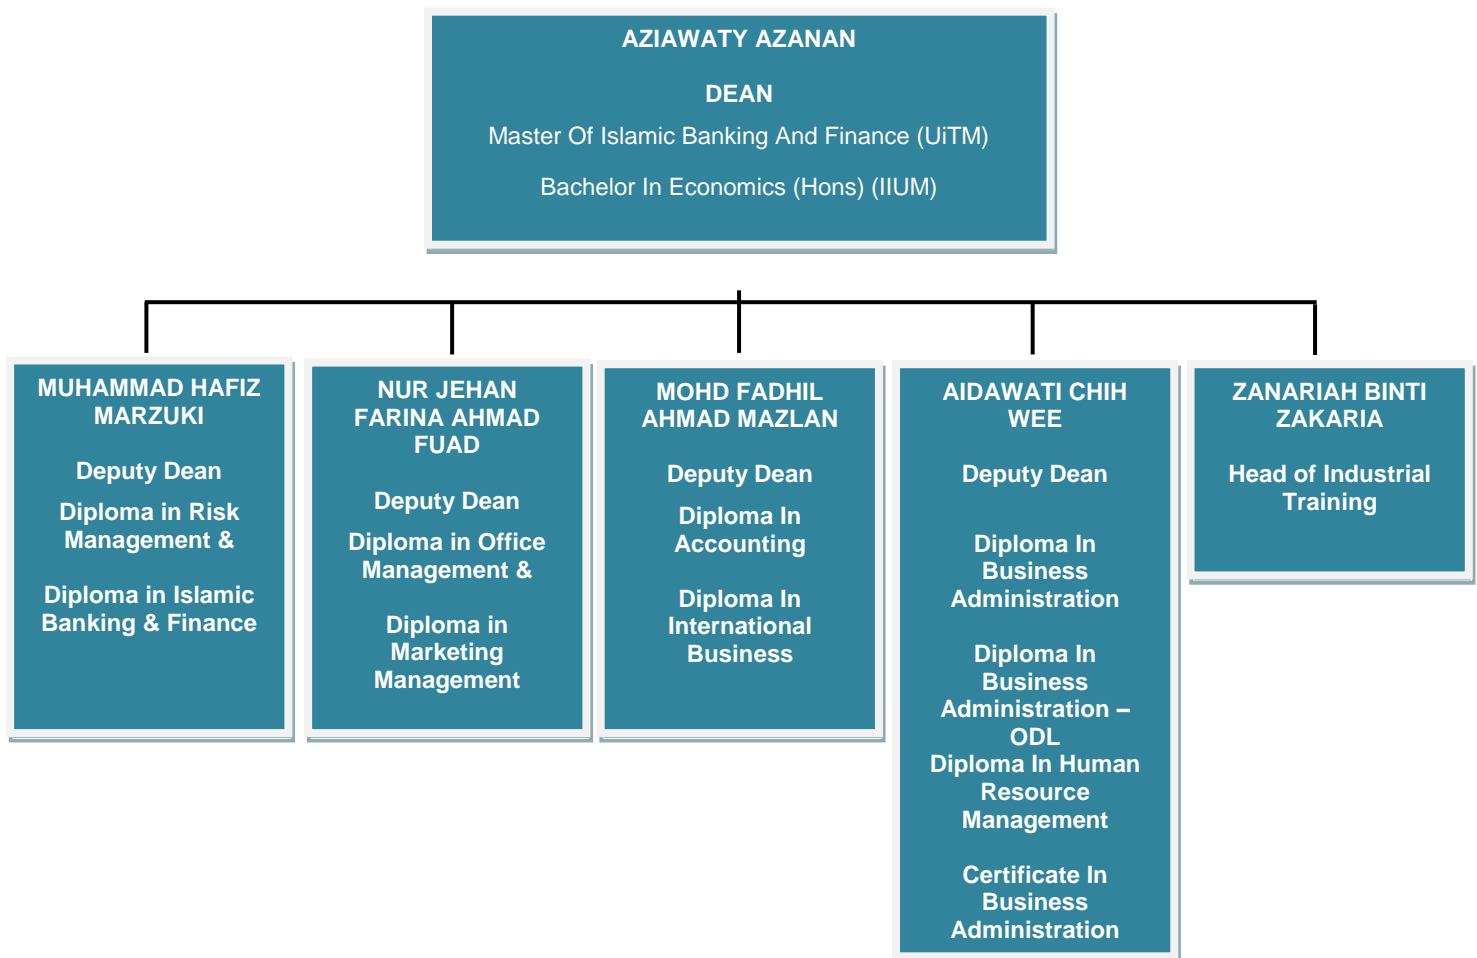 AZIAWATY AZANAN
DEAN
Master Of Islamic Banking And Finance (UiTM)
Bachelor In Economics (Hons) (IIUM)
MUHAMMAD HAFIZ
MARZUKI
Deputy Dean
Diploma in Risk
Management &
Diploma in Islamic
Banking & Finance
NUR JEHAN
FARINA AHMAD
FUAD
Deputy Dean
Diploma in Office
Management &
Diploma in
Marketing
Management
MOHD FADHIL
AHMAD MAZLAN
Deputy Dean
Diploma In
Accounting
Diploma In
International
Business
AIDAWATI CHIH
WEE
Deputy Dean
Diploma In
Business
Administration
Diploma In
Business
Administration –
ODL
Diploma In Human
Resource
Management
Certificate In
Business
Administration
ZANARIAH BINTI
ZAKARIA
Head of Industrial
Training